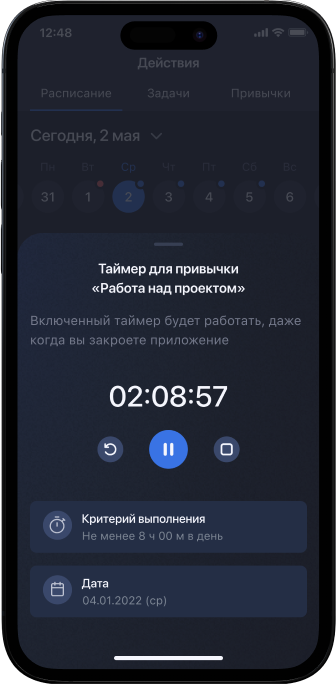 12:48
Действия
Расписание Задачи Привычки
Сегодня, 2 мая
Пн Вт Ср Чт Пт Сб Вс
31 1 2 3 4 5 6
Таймер для привычки
«Работа над проектом»
Включенный таймер будет работать, даже
когда вы закроете приложение
02:08:57
Критерий выполнения
Не менее 8 ч 00 м в день
Дата
04.01.2022 (ср)